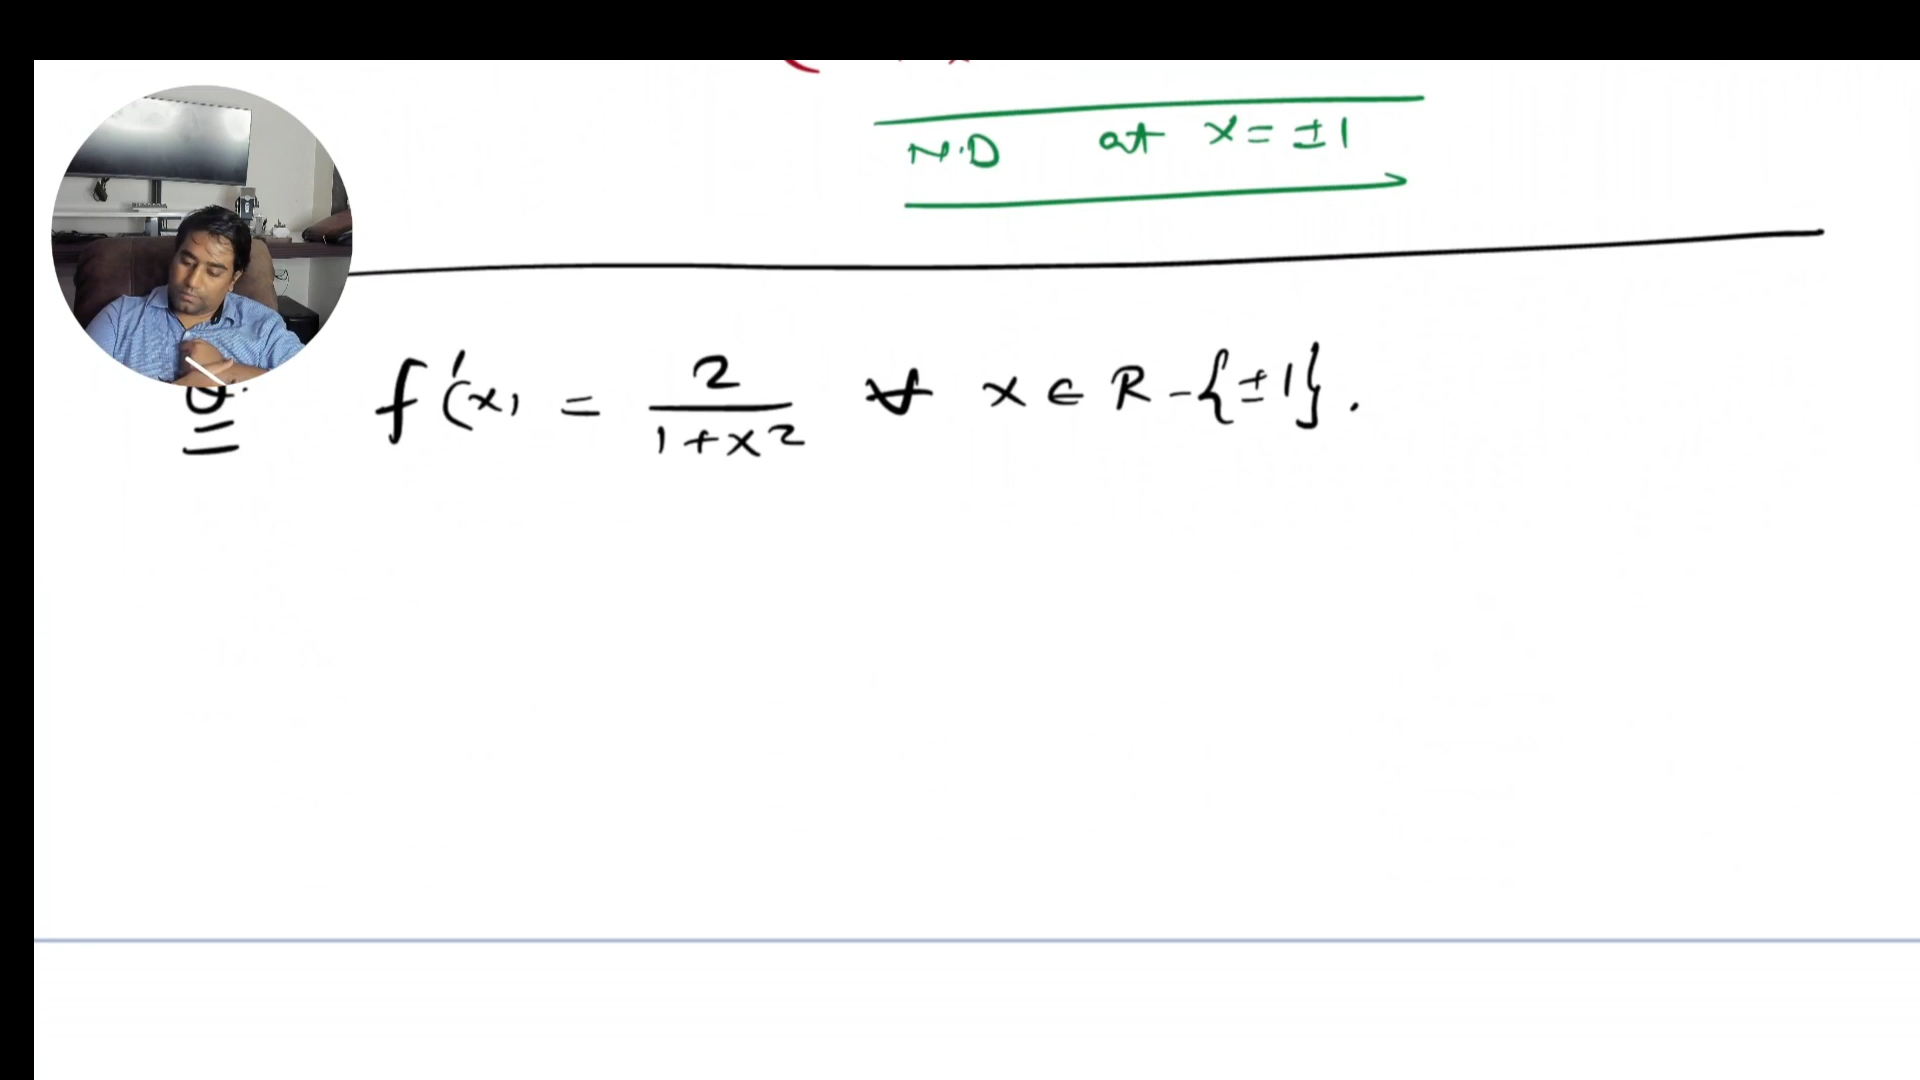 N.D at x = ±1
Q. f'(x) = 2/(1+x²) ∀ x ∈ R - {±1}.